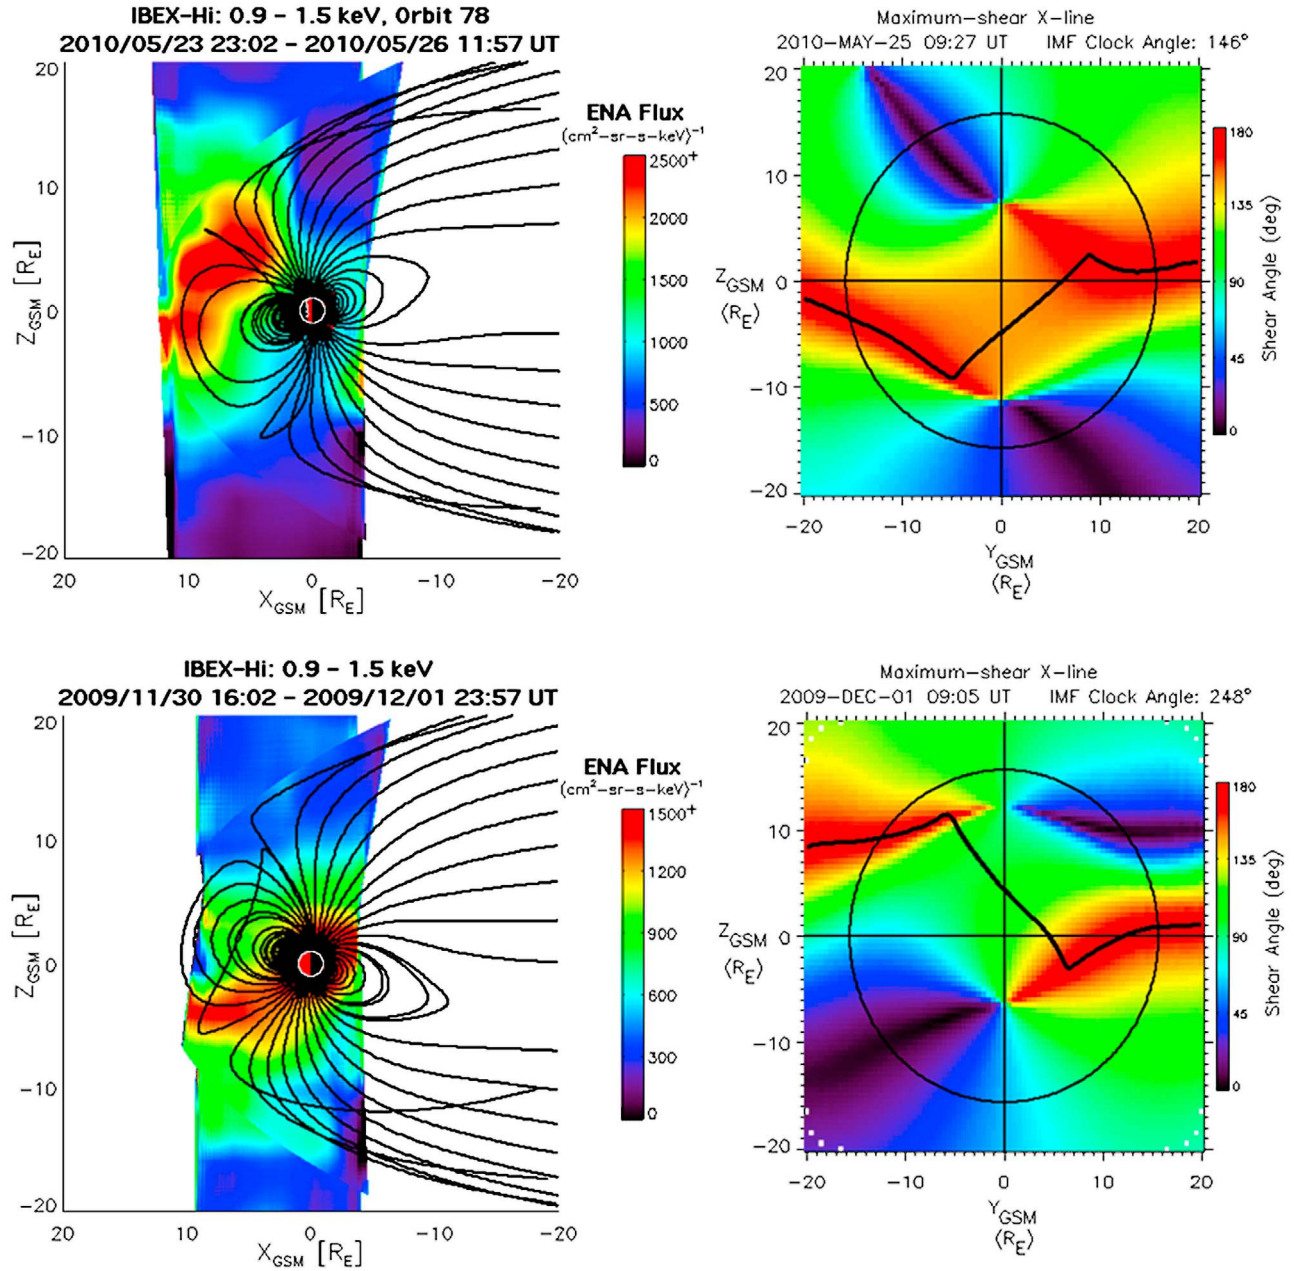 IBEX-Hi: 0.9 - 1.5 keV, Orbit 78
2010/05/23 23:02 - 2010/05/26 11:57 UT
20
10
0
-10
-20
Z_GSM [R_E]
20
10
0
-10
-20
X_GSM [R_E]
ENA Flux
(cm²-sr-s-keV)⁻¹
2500+
2000
1500
1000
500
0
Maximum-shear X-line
2010-MAY-25 09:27 UT IMF Clock Angle: 146°
20
10
Z_GSM
(R_E)
0
-10
-20
-20
-10
0
10
20
Y_GSM
(R_E)
180
135
90
45
0
Shear Angle (deg)
IBEX-Hi: 0.9 - 1.5 keV
2009/11/30 16:02 - 2009/12/01 23:57 UT
20
10
0
-10
-20
Z_GSM [R_E]
20
10
0
-10
-20
X_GSM [R_E]
ENA Flux
(cm²-sr-s-keV)⁻¹
1500+
1200
900
600
300
0
Maximum-shear X-line
2009-DEC-01 09:05 UT IMF Clock Angle: 248°
20
10
Z_GSM
(R_E)
0
-10
-20
-20
-10
0
10
20
Y_GSM
(R_E)
180
135
90
45
0
Shear Angle (deg)